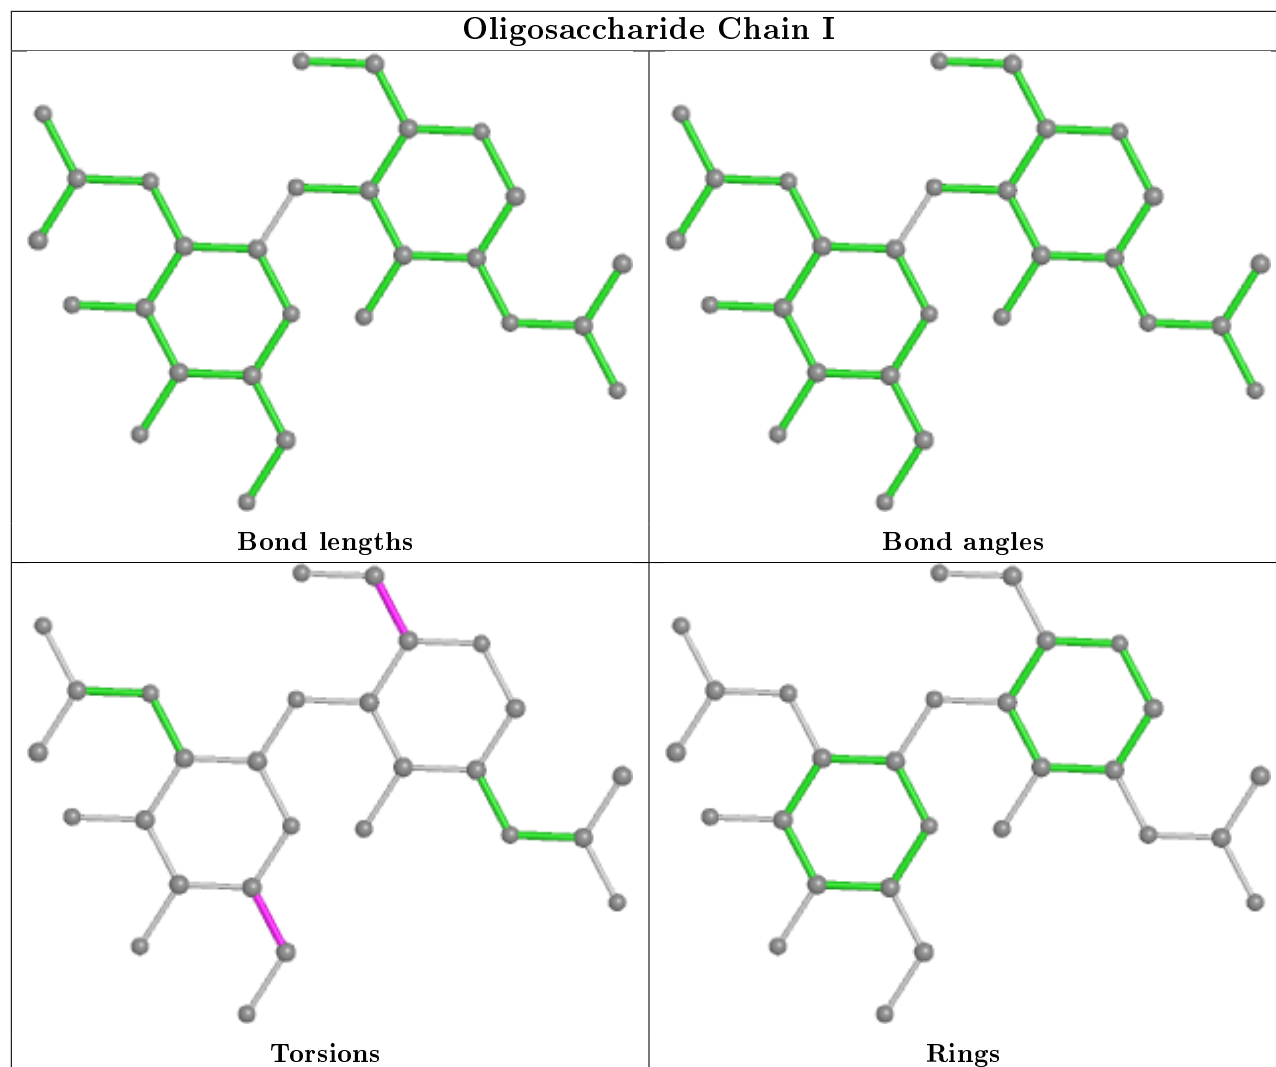 Oligosaccharide Chain I
Bond lengths
Bond angles
Torsions
Rings